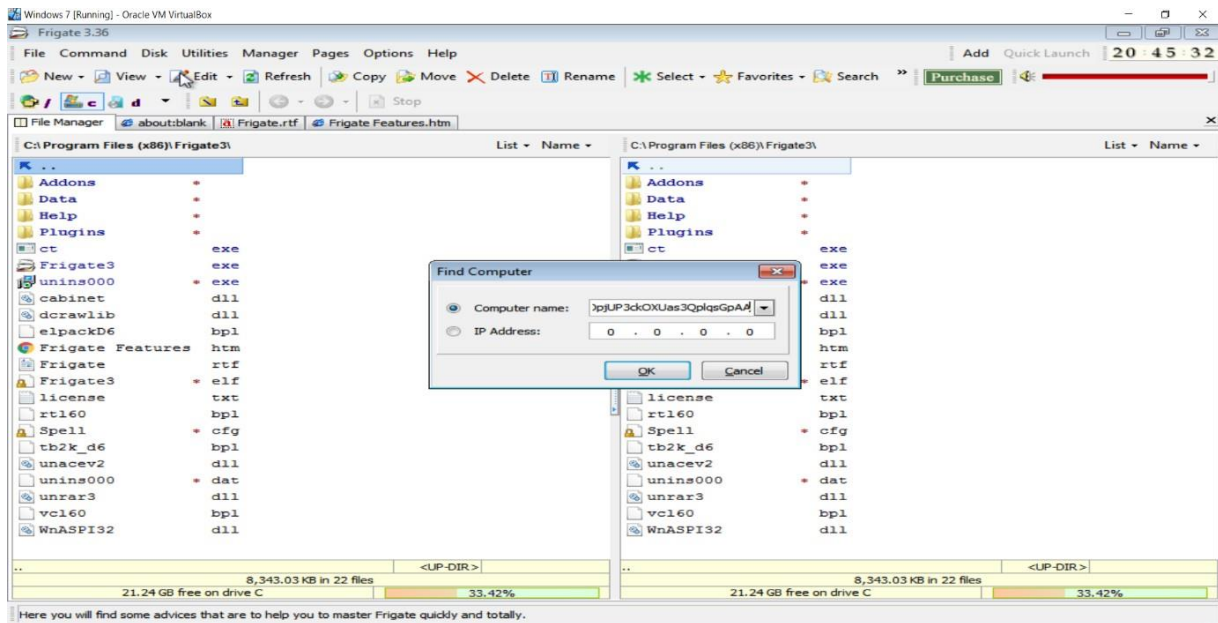 Windows 7 [Running] - Oracle VM VirtualBox
Frigate 3.36
File Command Disk Utilities Manager Pages Options Help Add Quick Launch 20:45:32
New View Edit Refresh Copy Move Delete Rename Select Favorites Search » Purchase
/ c d Stop
File Manager about:blank Frigate.rtf Frigate Features.htm
C:\Program Files (x86)\Frigate3\ List Name
..
Addons
Data
Help
Plugins
ct exe
Frigate3 exe
unins000 exe
cabinet dll
dcrawlib dll
elpackD6 bpl
Frigate Features htm
Frigate rtf
Frigate3 elf
license txt
rtl60 bpl
Spell cfg
tb2k_d6 bpl
unacev2 dll
unins000 dat
unrar3 dll
vcl60 bpl
WnASPI32 dll
.. <UP-DIR>
8,343.03 KB in 22 files
21.24 GB free on drive C 33.42%
C:\Program Files (x86)\Frigate3\ List Name
..
Addons
Data
Help
Plugins
ct exe
exe
exe
dll
dll
bpl
htm
rtf
elf
license txt
rtl60 bpl
Spell cfg
tb2k_d6 bpl
unacev2 dll
unins000 dat
unrar3 dll
vcl60 bpl
WnASPI32 dll
.. <UP-DIR>
8,343.03 KB in 22 files
21.24 GB free on drive C 33.42%
Find Computer
Computer name:
IP Address: 0 . 0 . 0 . 0
OK Cancel
Here you will find some advices that are to help you to master Frigate quickly and totally.